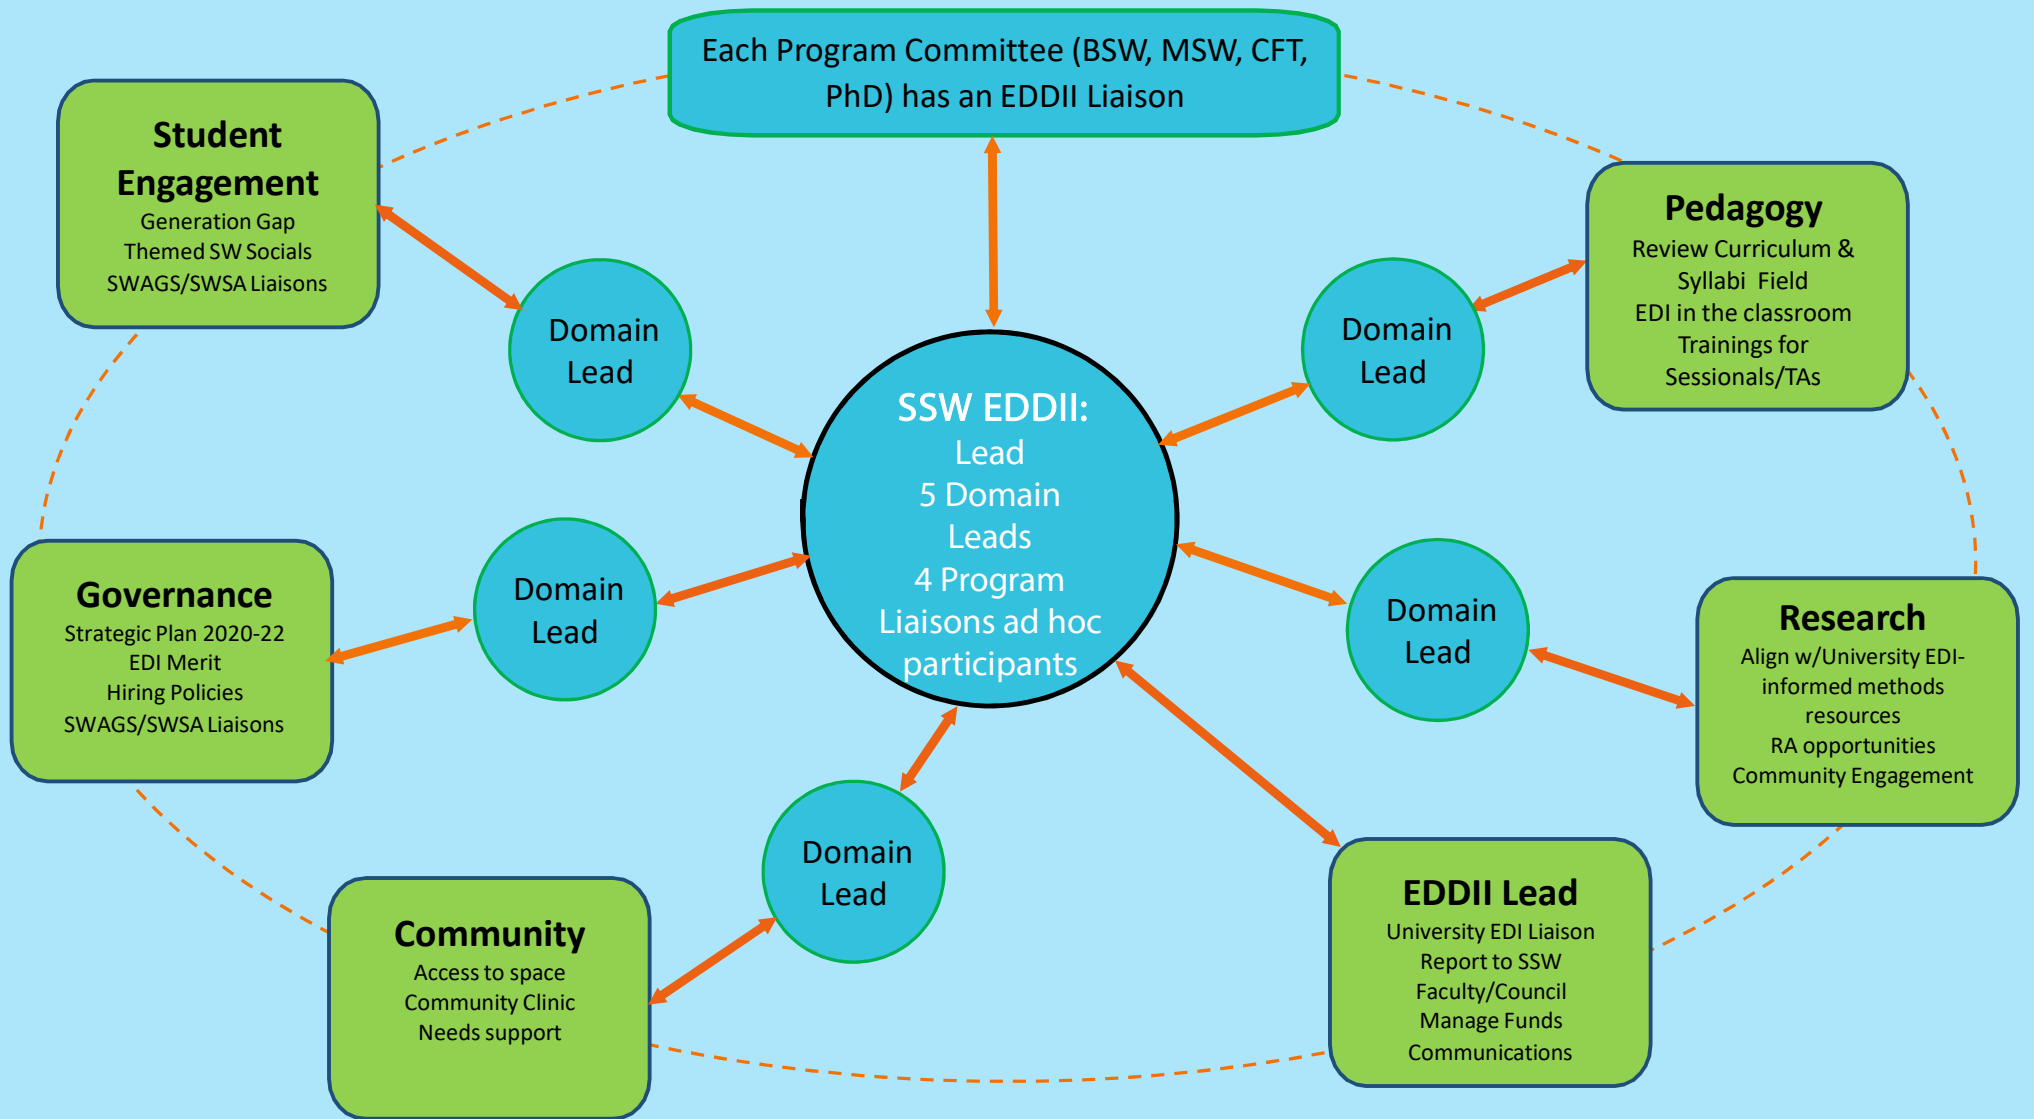 Each Program Committee (BSW, MSW, CFT,
PhD) has an EDDII Liaison
Student
Engagement
Generation Gap
Themed SW Socials
SWAGS/SWSA Liaisons
Domain
Lead
Domain
Lead
Pedagogy
Review Curriculum &
Syllabi Field
EDI in the classroom
Trainings for
Sessionals/TAs
SSW EDDII:
Lead
5 Domain
Leads
4 Program
Liaisons ad hoc
participants
Governance
Strategic Plan 2020-22
EDI Merit
Hiring Policies
SWAGS/SWSA Liaisons
Domain
Lead
Domain
Lead
Research
Align w/University EDI-
informed methods
resources
RA opportunities
Community Engagement
Community
Access to space
Community Clinic
Needs support
Domain
Lead
EDDII Lead
University EDI Liaison
Report to SSW
Faculty/Council
Manage Funds
Communications